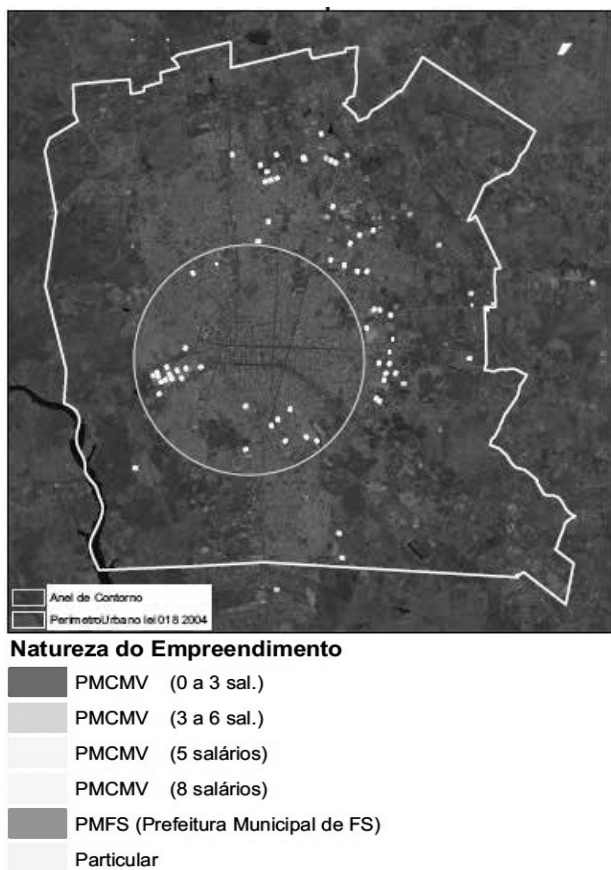 Anel de Contorno
PerimetroUrbano lei 018 2004
Natureza do Empreendimento
PMCMV (0 a 3 sal.)
PMCMV (3 a 6 sal.)
PMCMV (5 salários)
PMCMV (8 salários)
PMFS (Prefeitura Municipal de FS)
Particular